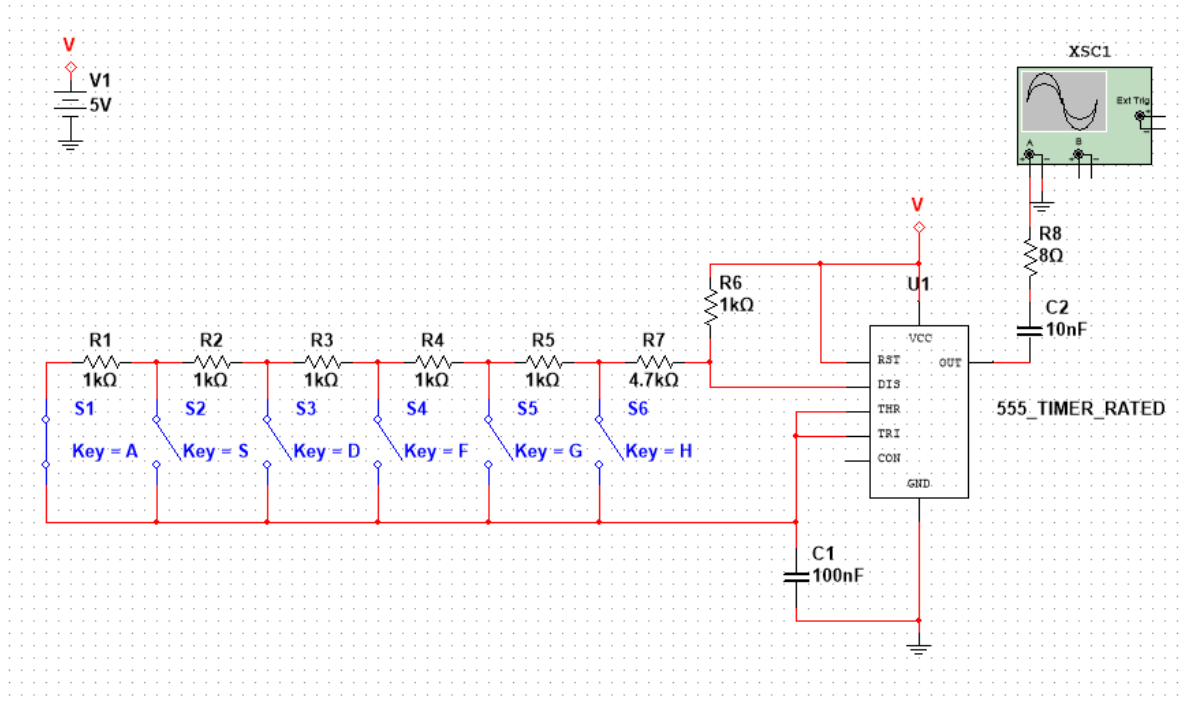 V
V1
5V
XSC1
Ext Trig
+
-
A
B
+ - + -
V
R8
8Ω
R6
1kΩ
U1
C2
10nF
R1
R2
R3
R4
R5
R7
1kΩ
1kΩ
1kΩ
1kΩ
1kΩ
4.7kΩ
VCC
RST
OUT
DIS
THR
TRI
CON
GND
555_TIMER_RATED
S1
S2
S3
S4
S5
S6
Key = A
Key = S
Key = D
Key = F
Key = G
Key = H
C1
100nF